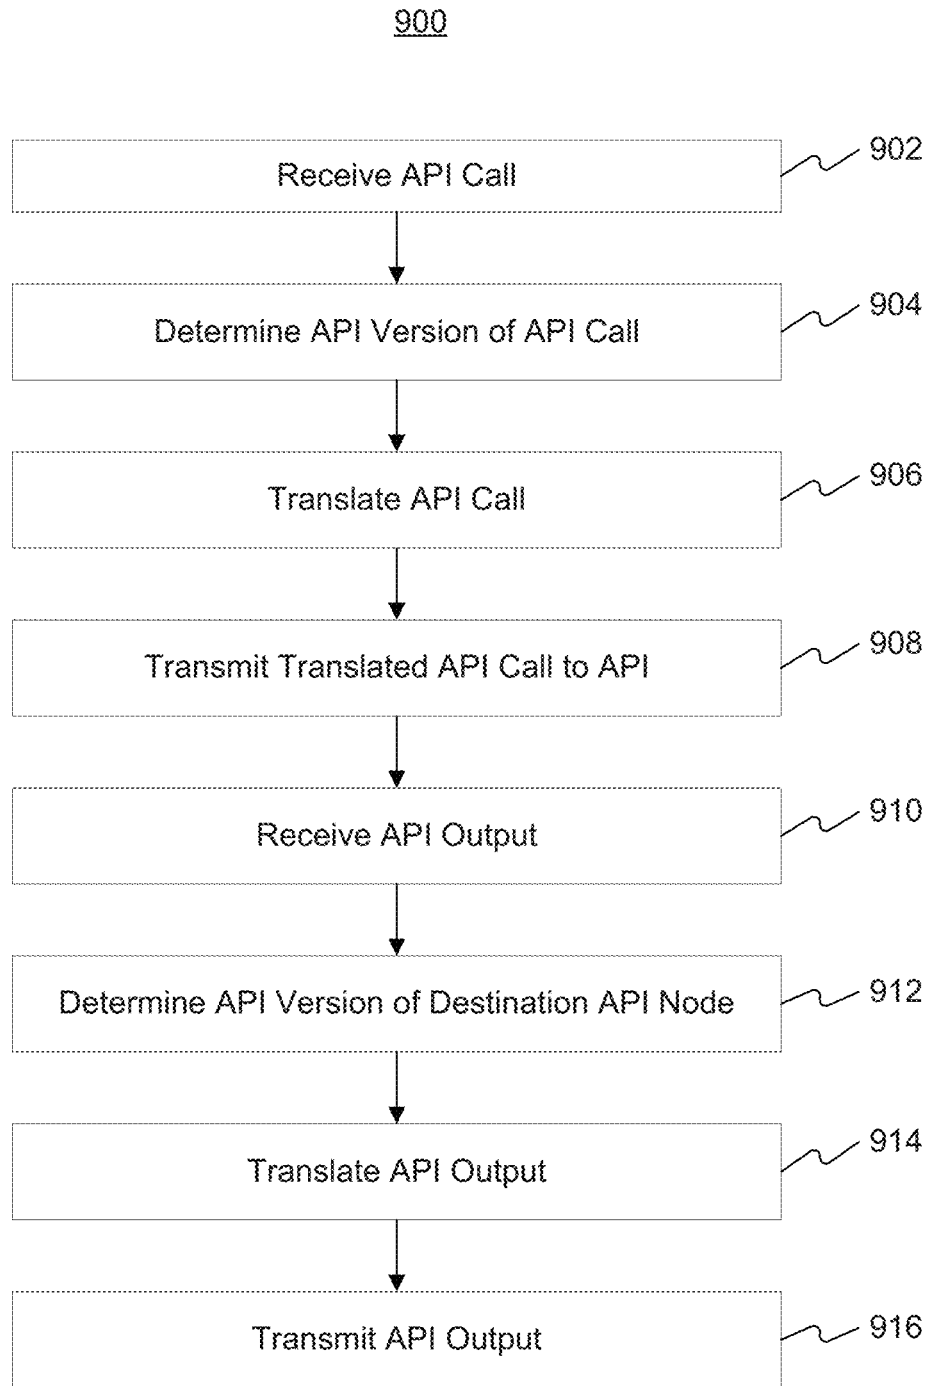 900
Receive API Call
902
Determine API Version of API Call
904
Translate API Call
906
Transmit Translated API Call to API
908
Receive API Output
910
Determine API Version of Destination API Node
912
Translate API Output
914
Transmit API Output
916